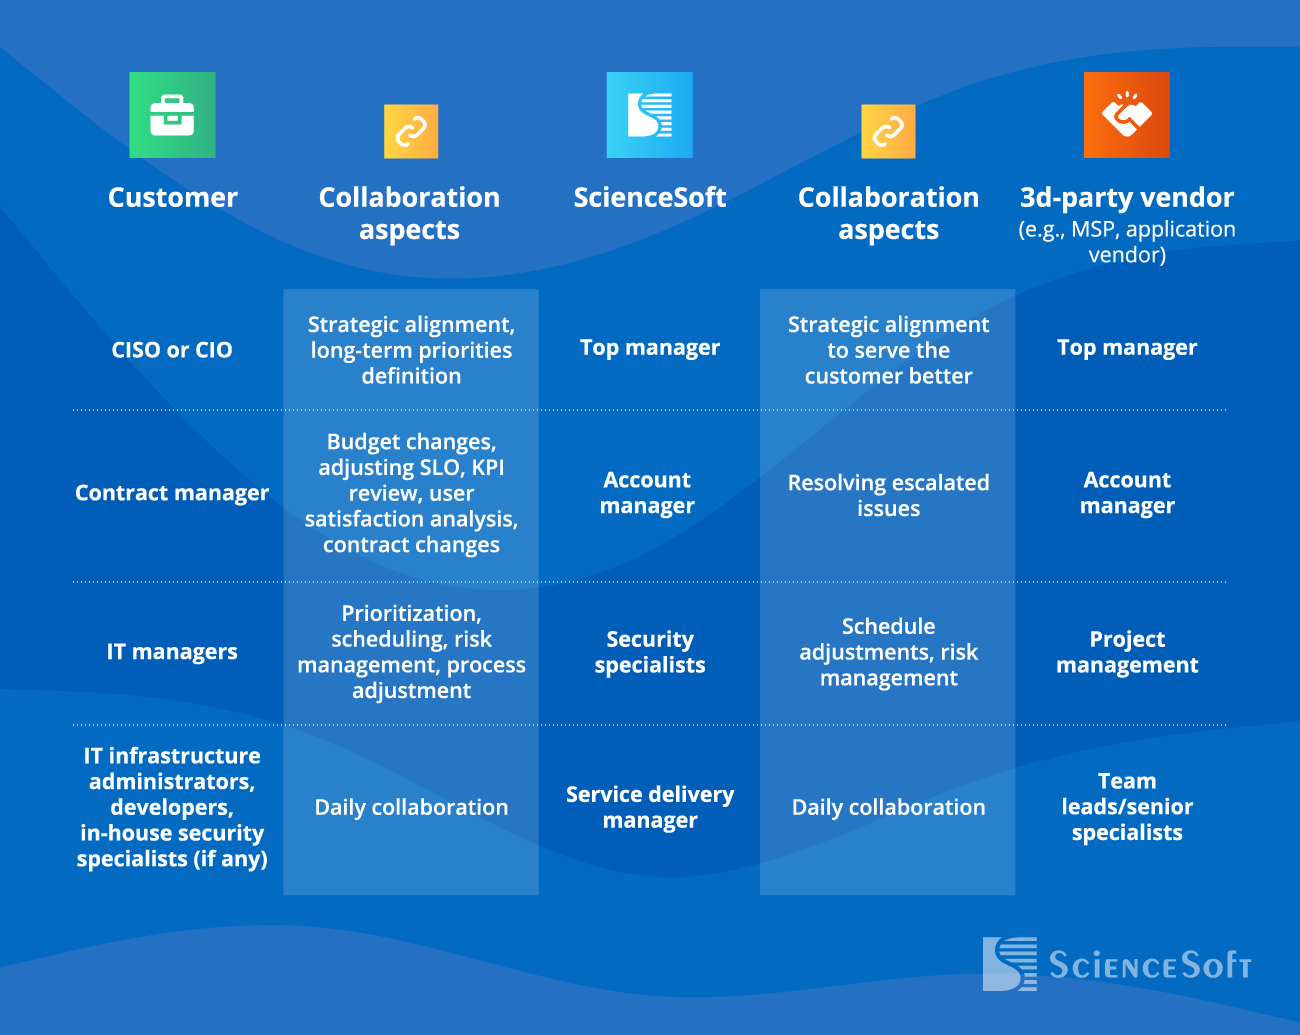 Customer
Collaboration
aspects
ScienceSoft
Collaboration
aspects
3d-party vendor
(e.g., MSP, application
vendor)
CISO or CIO
Strategic alignment,
long-term priorities
definition
Top manager
Strategic alignment
to serve the
customer better
Top manager
Contract manager
Budget changes,
adjusting SLO, KPI
review, user
satisfaction analysis,
contract changes
Account
manager
Resolving escalated
issues
Account
manager
IT managers
Prioritization,
scheduling, risk
management, process
adjustment
Security
specialists
Schedule
adjustments, risk
management
Project
management
IT infrastructure
administrators,
developers,
in-house security
specialists (if any)
Daily collaboration
Service delivery
manager
Daily collaboration
Team
leads/senior
specialists
ScienceSoft